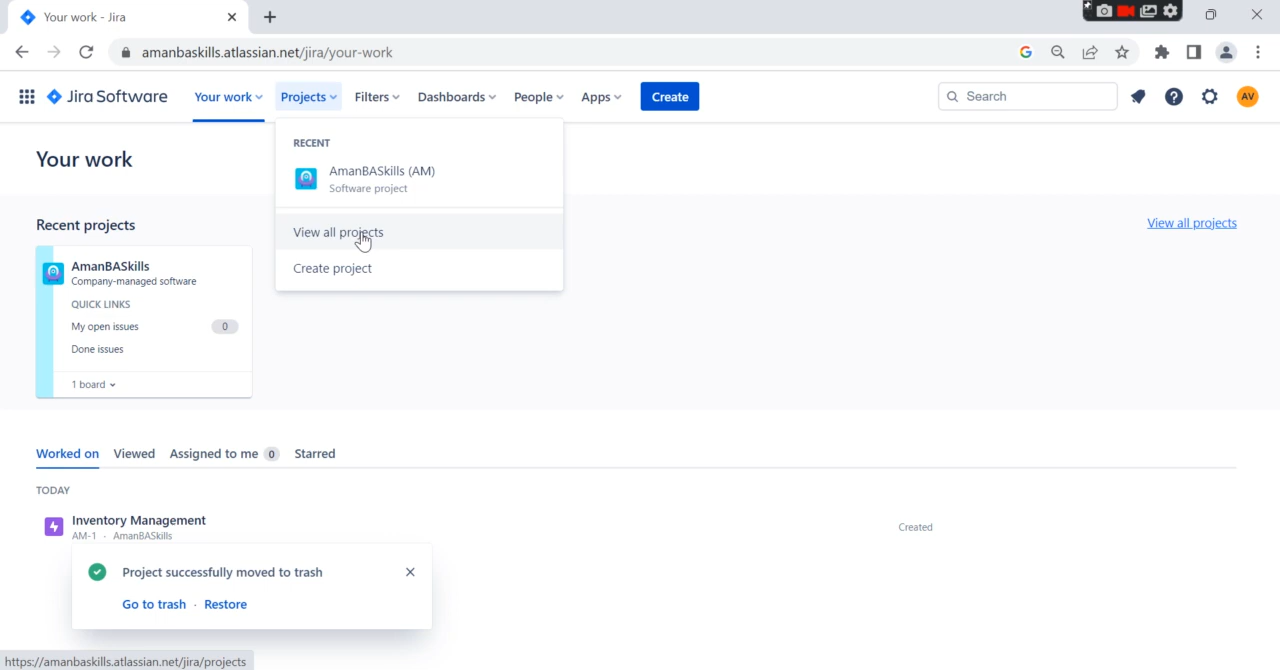 Your work - Jira
amanbaskills.atlassian.net/jira/your-work
Jira Software
Your work
Projects
Filters
Dashboards
People
Apps
Create
Search
AV
RECENT
AmanBASkills (AM)
Software project
View all projects
Create project
Your work
Recent projects
View all projects
AmanBASkills
Company-managed software
QUICK LINKS
My open issues 0
Done issues
1 board
Worked on Viewed Assigned to me 0 Starred
TODAY
Inventory Management
AM-1 · AmanBASkills
Created
Project successfully moved to trash
Go to trash · Restore
https://amanbaskills.atlassian.net/jira/projects